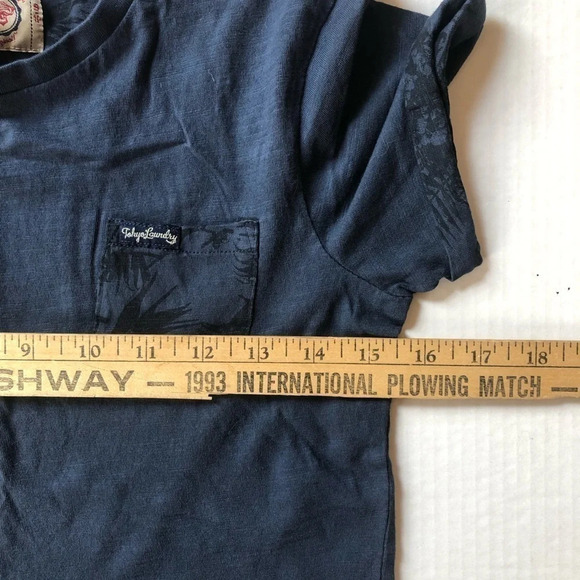 Tokyo Laundry
9 10 11 12 13 14 15 16 17 18
SHWAY — 1993 INTERNATIONAL PLOWING MATCH —